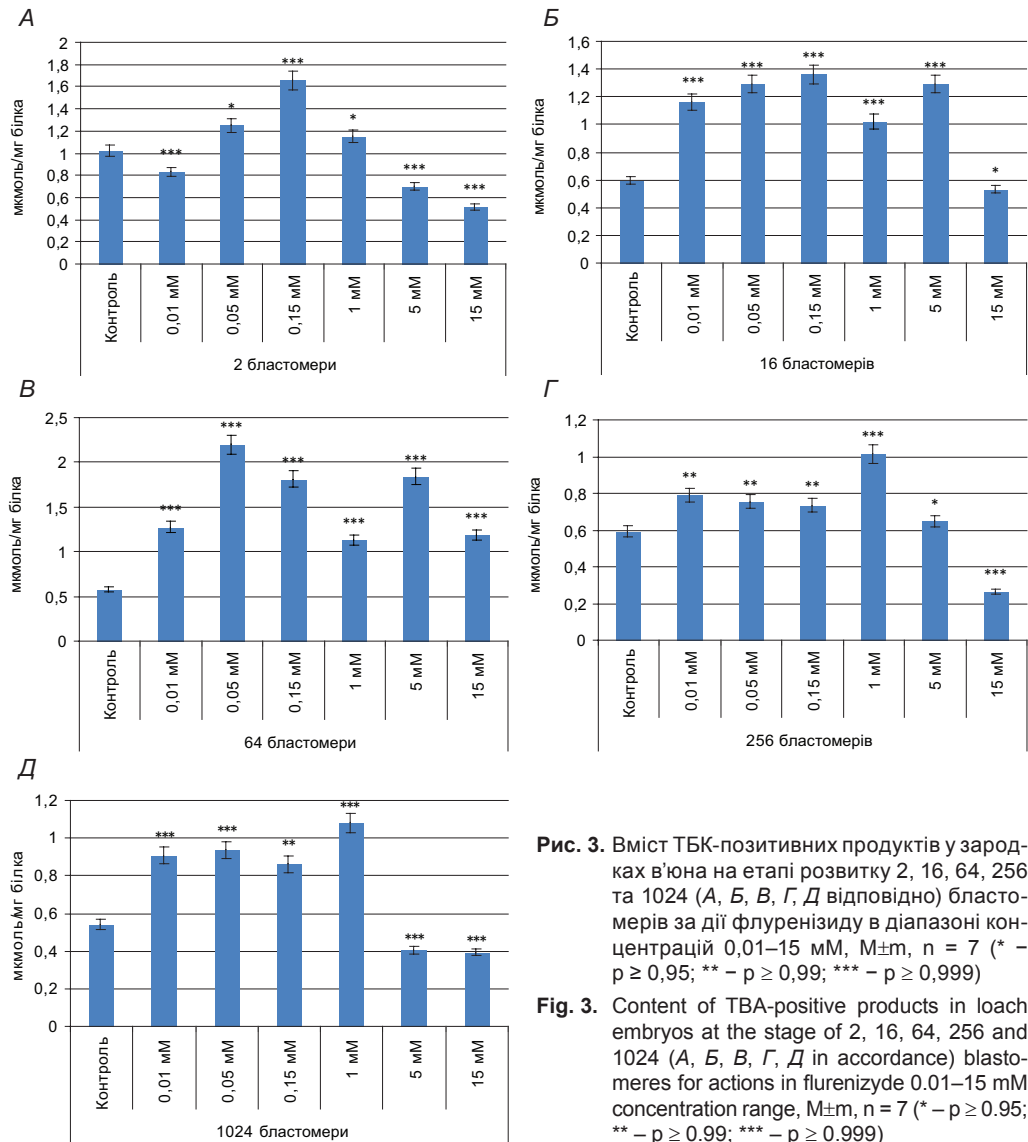 А
мкмоль/мг білка
2
1,8
1,6
1,4
1,2
1
0,8
0,6
0,4
0,2
0
***
*
***
*
***
***
Контроль
0,01 мМ
0,05 мМ
0,15 мМ
1 мМ
5 мМ
15 мМ
2 бластомери
Б
мкмоль/мг білка
1,6
1,4
1,2
1
0,8
0,6
0,4
0,2
0
***
***
***
***
***
*
Контроль
0,01 мМ
0,05 мМ
0,15 мМ
1 мМ
5 мМ
15 мМ
16 бластомерів
В
мкмоль/мг білка
2,5
2
1,5
1
0,5
0
***
***
***
***
***
***
Контроль
0,01 мМ
0,05 мМ
0,15 мМ
1 мМ
5 мМ
15 мМ
64 бластомери
Г
мкмоль/мг білка
1,2
1
0,8
0,6
0,4
0,2
0
**
**
**
***
*
***
Контроль
0,01 мМ
0,05 мМ
0,15 мМ
1 мМ
5 мМ
15 мМ
256 бластомерів
Д
мкмоль/мг білка
1,2
1
0,8
0,6
0,4
0,2
0
***
***
**
***
***
***
Контроль
0,01 мМ
0,05 мМ
0,15 мМ
1 мМ
5 мМ
15 мМ
1024 бластомери
Рис. 3. Вміст ТБК-позитивних продуктів у зарод-
ках в'юна на етапі розвитку 2, 16, 64, 256
та 1024 (А, Б, В, Г, Д відповідно) бласто-
мерів за дії флуренізиду в діапазоні кон-
центрацій 0,01–15 мМ, M±m, n = 7 (* −
p ≥ 0,95; ** − p ≥ 0,99; *** − p ≥ 0,999)
Fig. 3. Content of TBA-positive products in loach
embryos at the stage of 2, 16, 64, 256 and
1024 (А, Б, В, Г, Д in accordance) blasto-
meres for actions in flurenizyde 0.01–15 mM
concentration range, M±m, n = 7 (* – p ≥ 0.95;
** – p ≥ 0.99; *** – p ≥ 0.999)